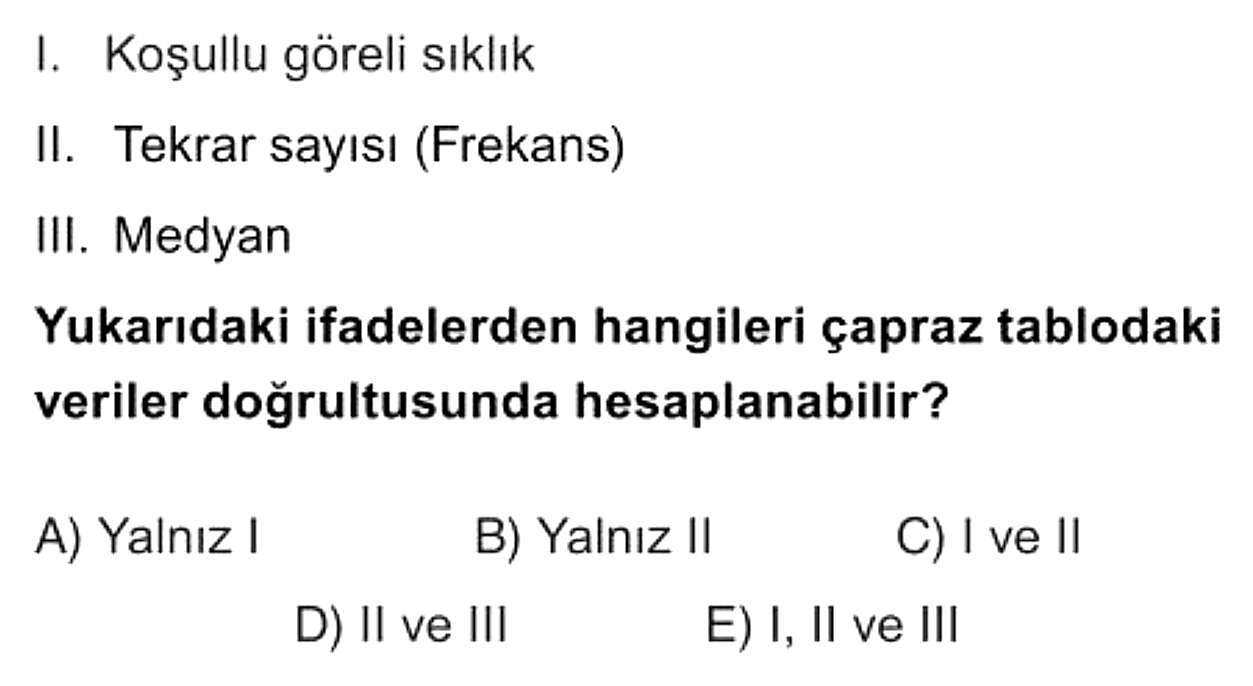 I. Koşullu göreli sıklık
II. Tekrar sayısı (Frekans)
III. Medyan
Yukarıdaki ifadelerden hangileri çapraz tablodaki
veriler doğrultusunda hesaplanabilir?
A) Yalnız I B) Yalnız II C) I ve II
D) II ve III E) I, II ve III